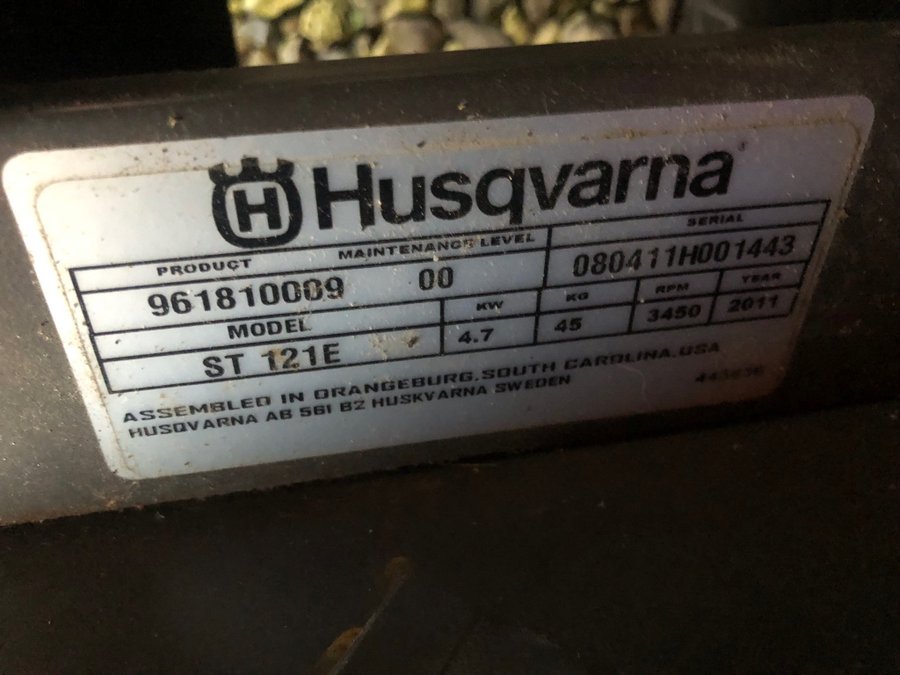 H Husqvarna
PRODUCT MAINTENANCE LEVEL SERIAL
961810009 00 080411H001443
MODEL KW KG RPM YEAR
ST 121E 4.7 45 3450 2011
ASSEMBLED IN ORANGEBURG, SOUTH CAROLINA, USA
HUSQVARNA AB 561 82 HUSKVARNA SWEDEN